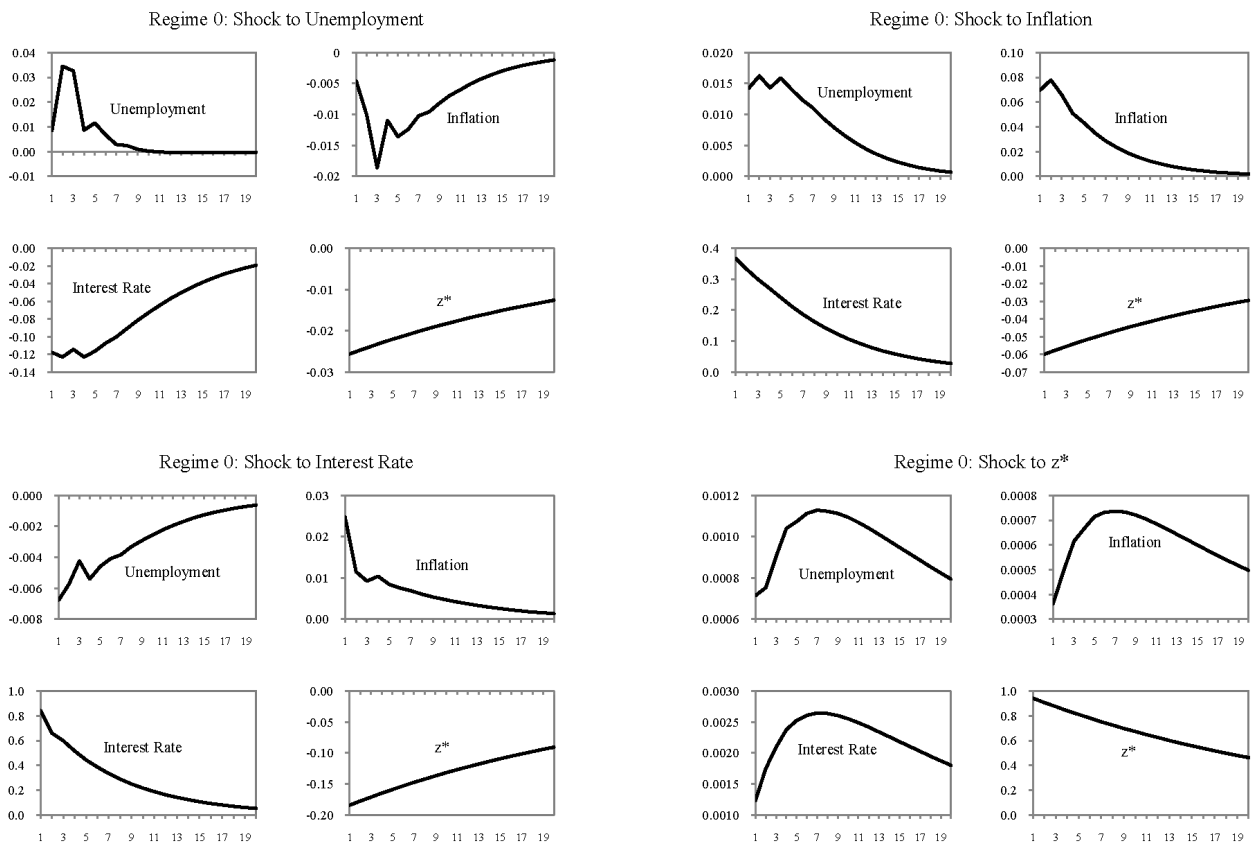 Regime 0: Shock to Unemployment
0.04
0.03
0.02
0.01
0.00
-0.01
Unemployment
1 3 5 7 9 11 13 15 17 19
0
-0.005
-0.01
-0.015
-0.02
Inflation
1 3 5 7 9 11 13 15 17 19
0.00
-0.02
-0.04
-0.06
-0.08
-0.10
-0.12
-0.14
Interest Rate
1 3 5 7 9 11 13 15 17 19
0.00
-0.01
-0.02
-0.03
z*
1 3 5 7 9 11 13 15 17 19
Regime 0: Shock to Inflation
0.020
0.015
0.010
0.005
0.000
Unemployment
1 3 5 7 9 11 13 15 17 19
0.10
0.08
0.06
0.04
0.02
0.00
Inflation
1 3 5 7 9 11 13 15 17 19
0.4
0.3
0.2
0.1
0.0
Interest Rate
1 3 5 7 9 11 13 15 17 19
0.00
-0.01
-0.02
-0.03
-0.04
-0.05
-0.06
-0.07
z*
1 3 5 7 9 11 13 15 17 19
Regime 0: Shock to Interest Rate
0.000
-0.002
-0.004
-0.006
-0.008
Unemployment
1 3 5 7 9 11 13 15 17 19
0.03
0.02
0.01
0.00
Inflation
1 3 5 7 9 11 13 15 17 19
1.0
0.8
0.6
0.4
0.2
0.0
Interest Rate
1 3 5 7 9 11 13 15 17 19
0.00
-0.05
-0.10
-0.15
-0.20
z*
1 3 5 7 9 11 13 15 17 19
Regime 0: Shock to z*
0.0012
0.0010
0.0008
0.0006
Unemployment
1 3 5 7 9 11 13 15 17 19
0.0008
0.0007
0.0006
0.0005
0.0004
0.0003
Inflation
1 3 5 7 9 11 13 15 17 19
0.0030
0.0025
0.0020
0.0015
0.0010
Interest Rate
1 3 5 7 9 11 13 15 17 19
1.0
0.8
0.6
0.4
0.2
0.0
z*
1 3 5 7 9 11 13 15 17 19